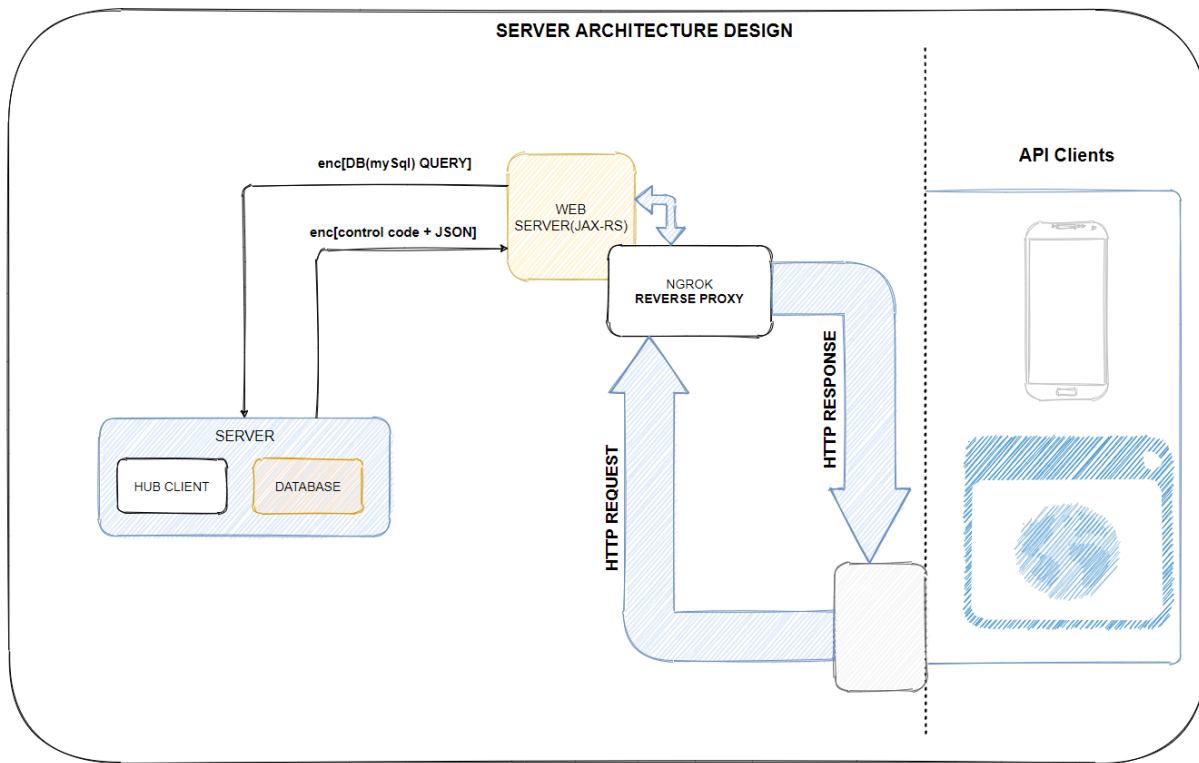 SERVER ARCHITECTURE DESIGN
API Clients
enc[DB(mySql) QUERY]
WEB
SERVER(JAX-RS)
enc[control code + JSON]
NGROK
REVERSE PROXY
HTTP RESPONSE
HTTP REQUEST
SERVER
HUB CLIENT
DATABASE